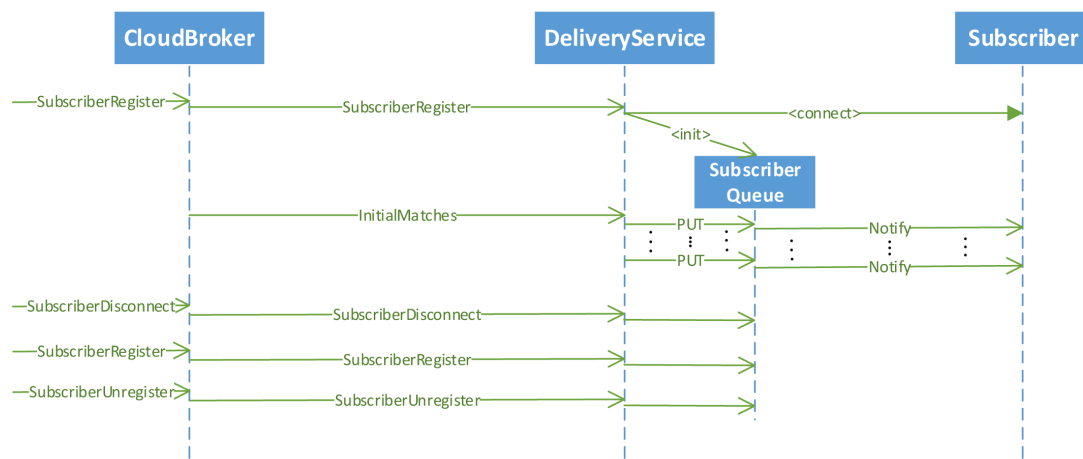 CloudBroker
DeliveryService
Subscriber
SubscriberRegister
SubscriberRegister
<connect>
<init>
Subscriber
Queue
InitialMatches
PUT
Notify
PUT
Notify
SubscriberDisconnect
SubscriberDisconnect
SubscriberRegister
SubscriberRegister
SubscriberUnregister
SubscriberUnregister